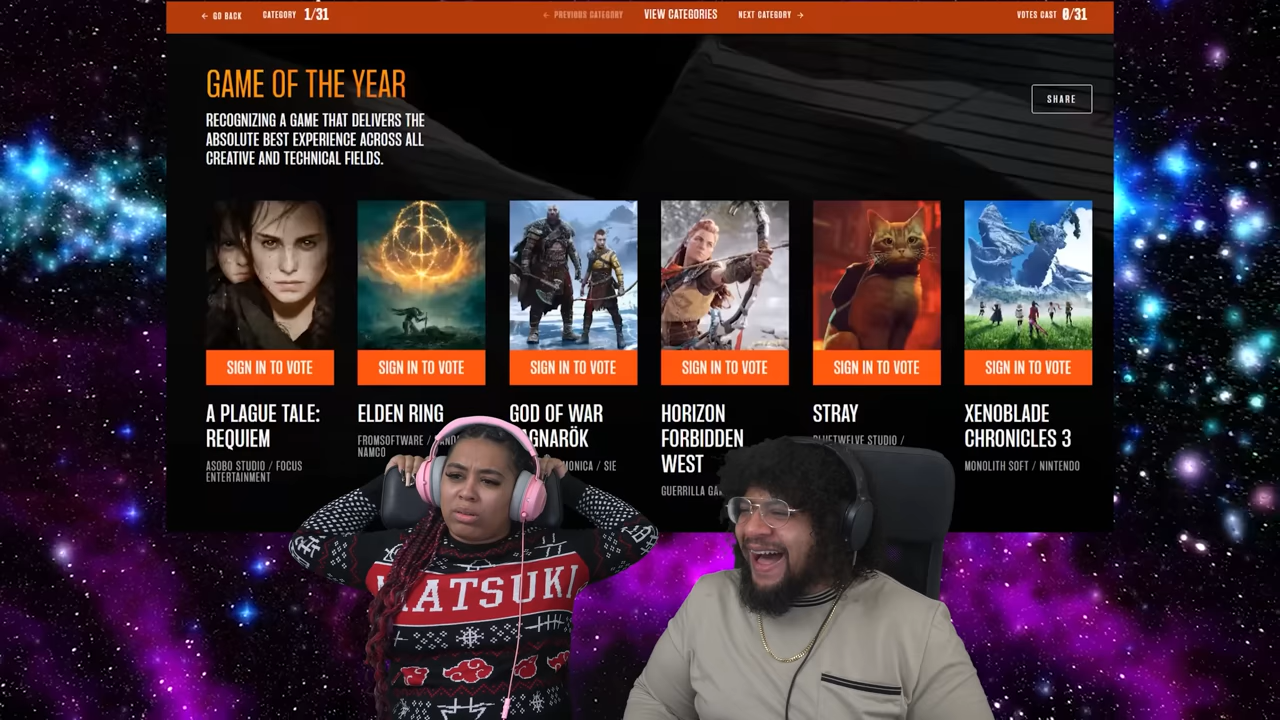 ← GO BACK CATEGORY 1/31 ← PREVIOUS CATEGORY VIEW CATEGORIES NEXT CATEGORY → VOTES CAST 0/31
GAME OF THE YEAR
SHARE
RECOGNIZING A GAME THAT DELIVERS THE
ABSOLUTE BEST EXPERIENCE ACROSS ALL
CREATIVE AND TECHNICAL FIELDS.
SIGN IN TO VOTE SIGN IN TO VOTE SIGN IN TO VOTE SIGN IN TO VOTE SIGN IN TO VOTE SIGN IN TO VOTE
A PLAGUE TALE:
REQUIEM
ASOBO STUDIO / FOCUS
ENTERTAINMENT
ELDEN RING
FROMSOFTWARE /
NAMCO
GOD OF WAR
/ SIE
HORIZON
FORBIDDEN
WEST
GUERRILLA
STRAY
STUDIO /
XENOBLADE
CHRONICLES 3
MONOLITH SOFT / NINTENDO